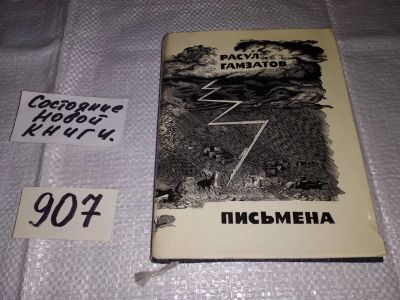 Состояние
новой
книги.
907
РАСУЛ
ГАМЗАТОВ
ПИСЬМЕНА